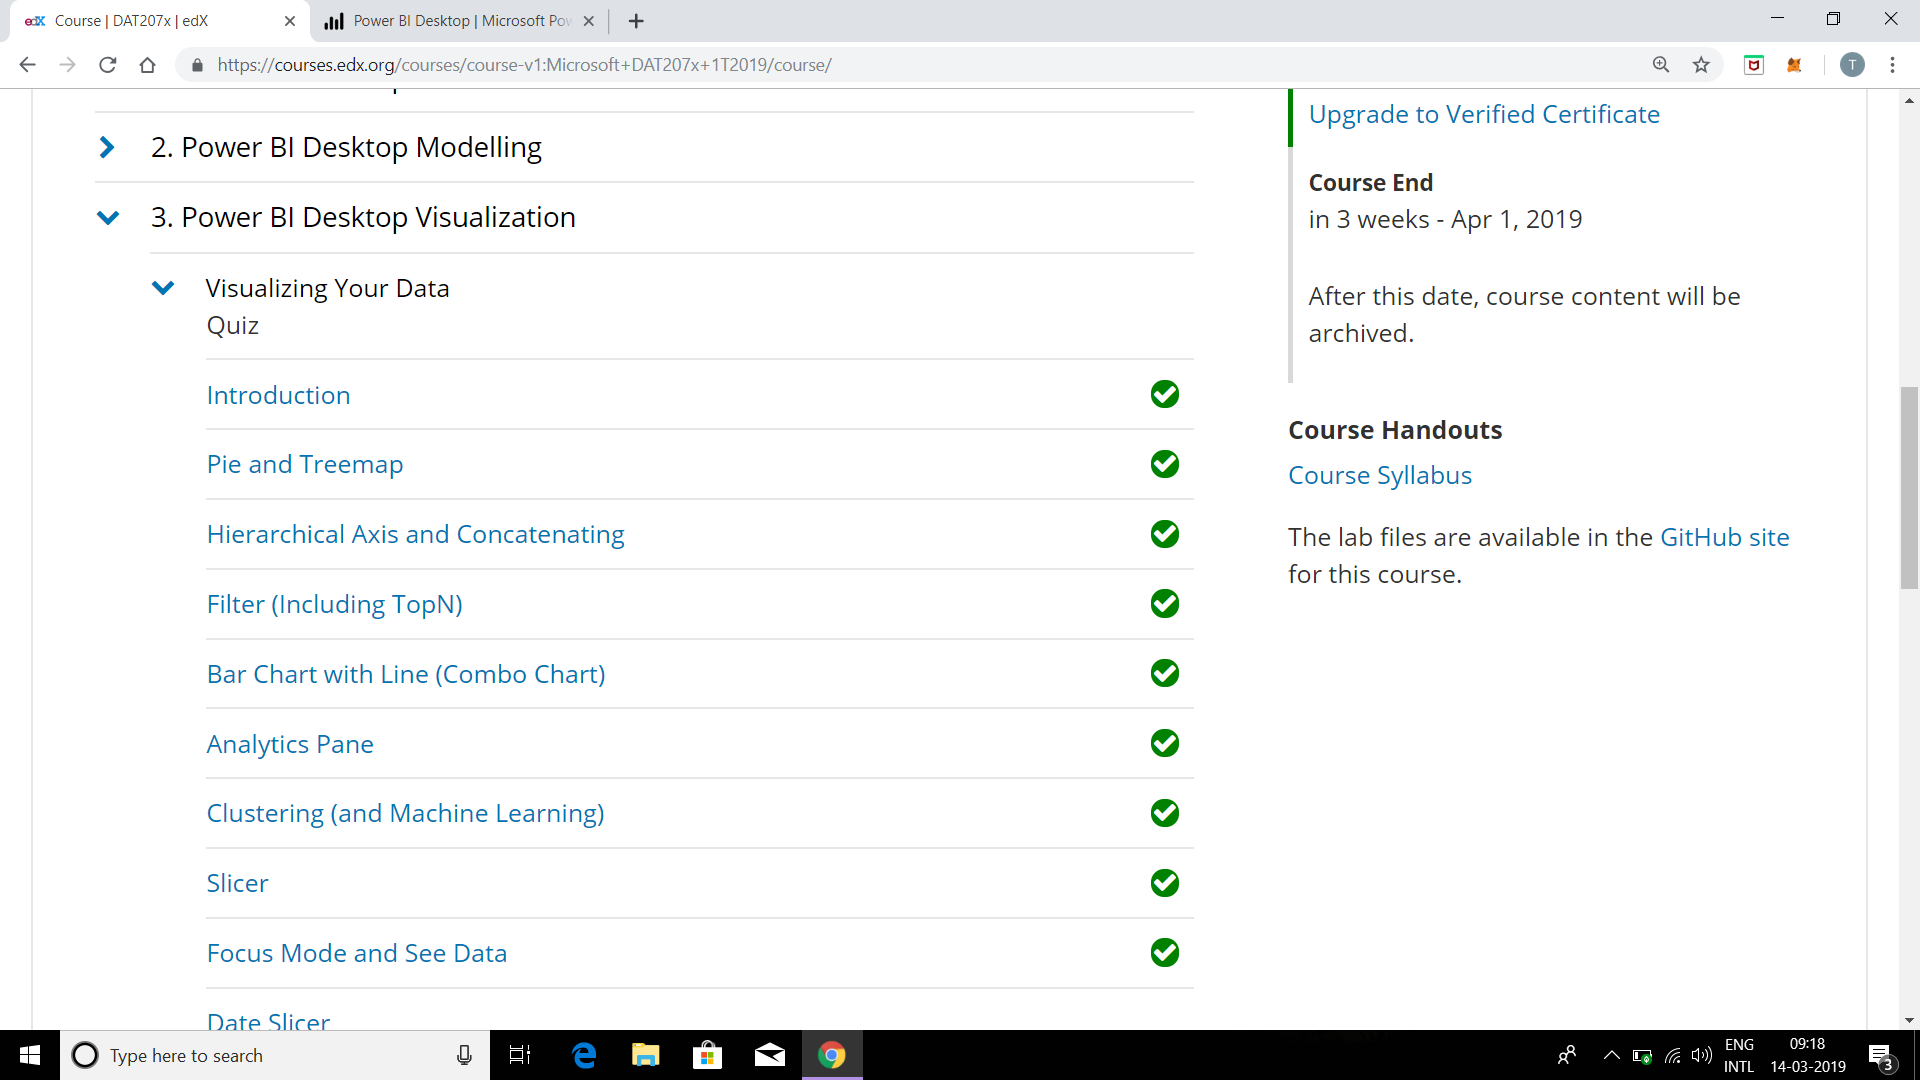 edX Course | DAT207x | edX
Power BI Desktop | Microsoft Pow
https://courses.edx.org/courses/course-v1:Microsoft+DAT207x+1T2019/course/
T
2. Power BI Desktop Modelling
3. Power BI Desktop Visualization
Visualizing Your Data
Quiz
Introduction
Pie and Treemap
Hierarchical Axis and Concatenating
Filter (Including TopN)
Bar Chart with Line (Combo Chart)
Analytics Pane
Clustering (and Machine Learning)
Slicer
Focus Mode and See Data
Date Slicer
Upgrade to Verified Certificate
Course End
in 3 weeks - Apr 1, 2019
After this date, course content will be
archived.
Course Handouts
Course Syllabus
The lab files are available in the GitHub site
for this course.
Type here to search
ENG
INTL
09:18
14-03-2019
3